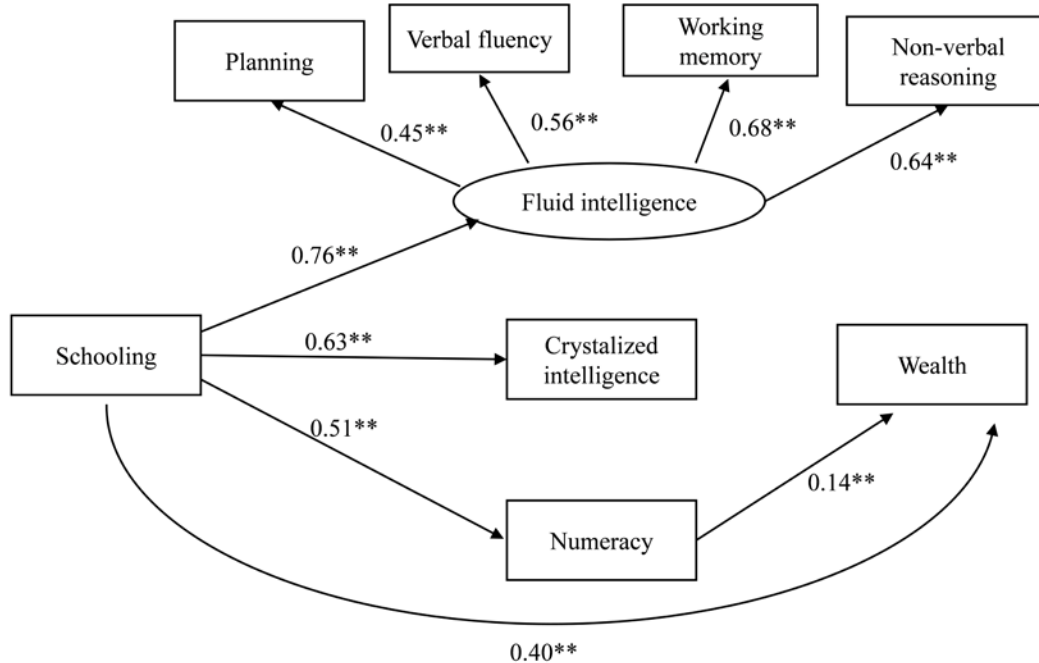 Planning
Verbal fluency
Working
memory
Non-verbal
reasoning
0.45**
0.56**
0.68**
0.64**
Fluid intelligence
0.76**
Schooling
0.63**
Crystalized
intelligence
Wealth
0.51**
0.14**
Numeracy
0.40**